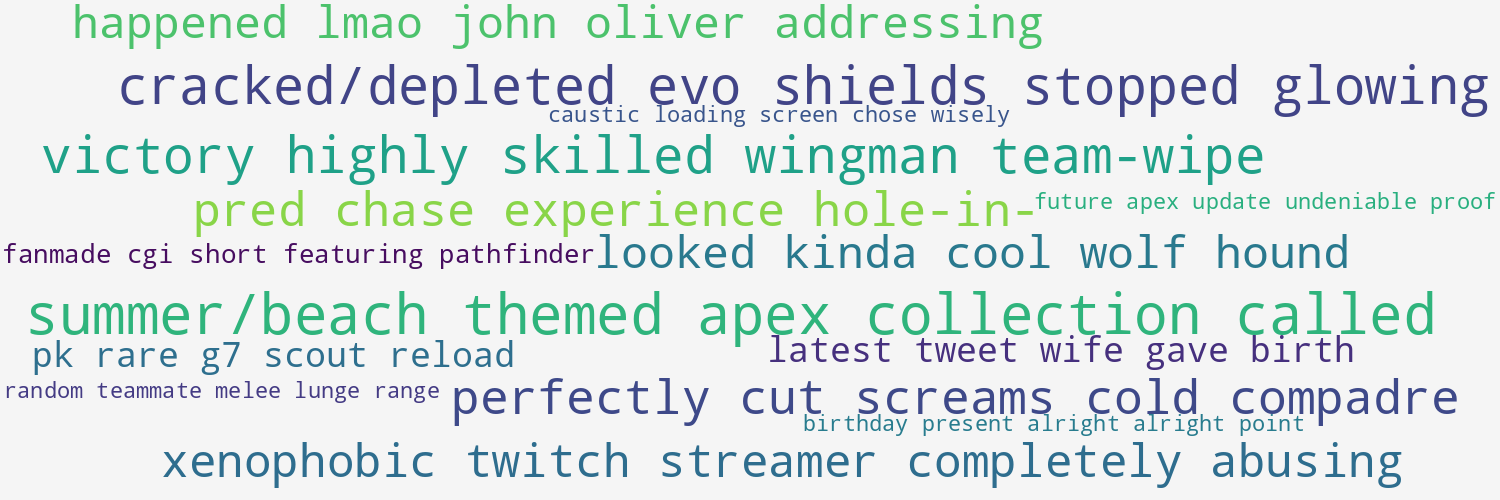 happened lmao john oliver addressing
cracked/depleted evo shields stopped glowing
caustic loading screen chose wisely
victory highly skilled wingman team-wipe
pred chase experience hole-in-
future apex update undeniable proof
fanmade cgi short featuring pathfinder
looked kinda cool wolf hound
summer/beach themed apex collection called
pk rare g7 scout reload
latest tweet wife gave birth
random teammate melee lunge range
perfectly cut screams cold compadre
birthday present alright alright point
xenophobic twitch streamer completely abusing